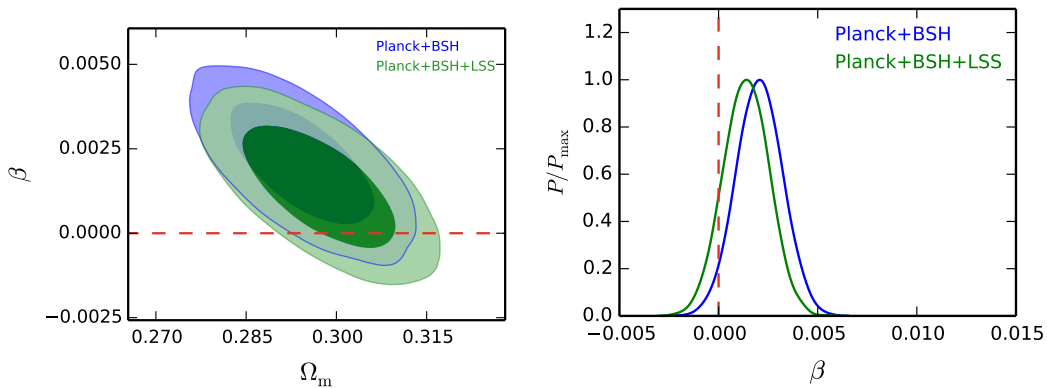 Planck+BSH
Planck+BSH+LSS
0.0050
0.0025
0.0000
−0.0025
β
0.270 0.285 0.300 0.315
Ωm
Planck+BSH
Planck+BSH+LSS
1.2
1.0
0.8
0.6
0.4
0.2
0.0
P/Pmax
−0.005 0.000 0.005 0.010 0.015
β